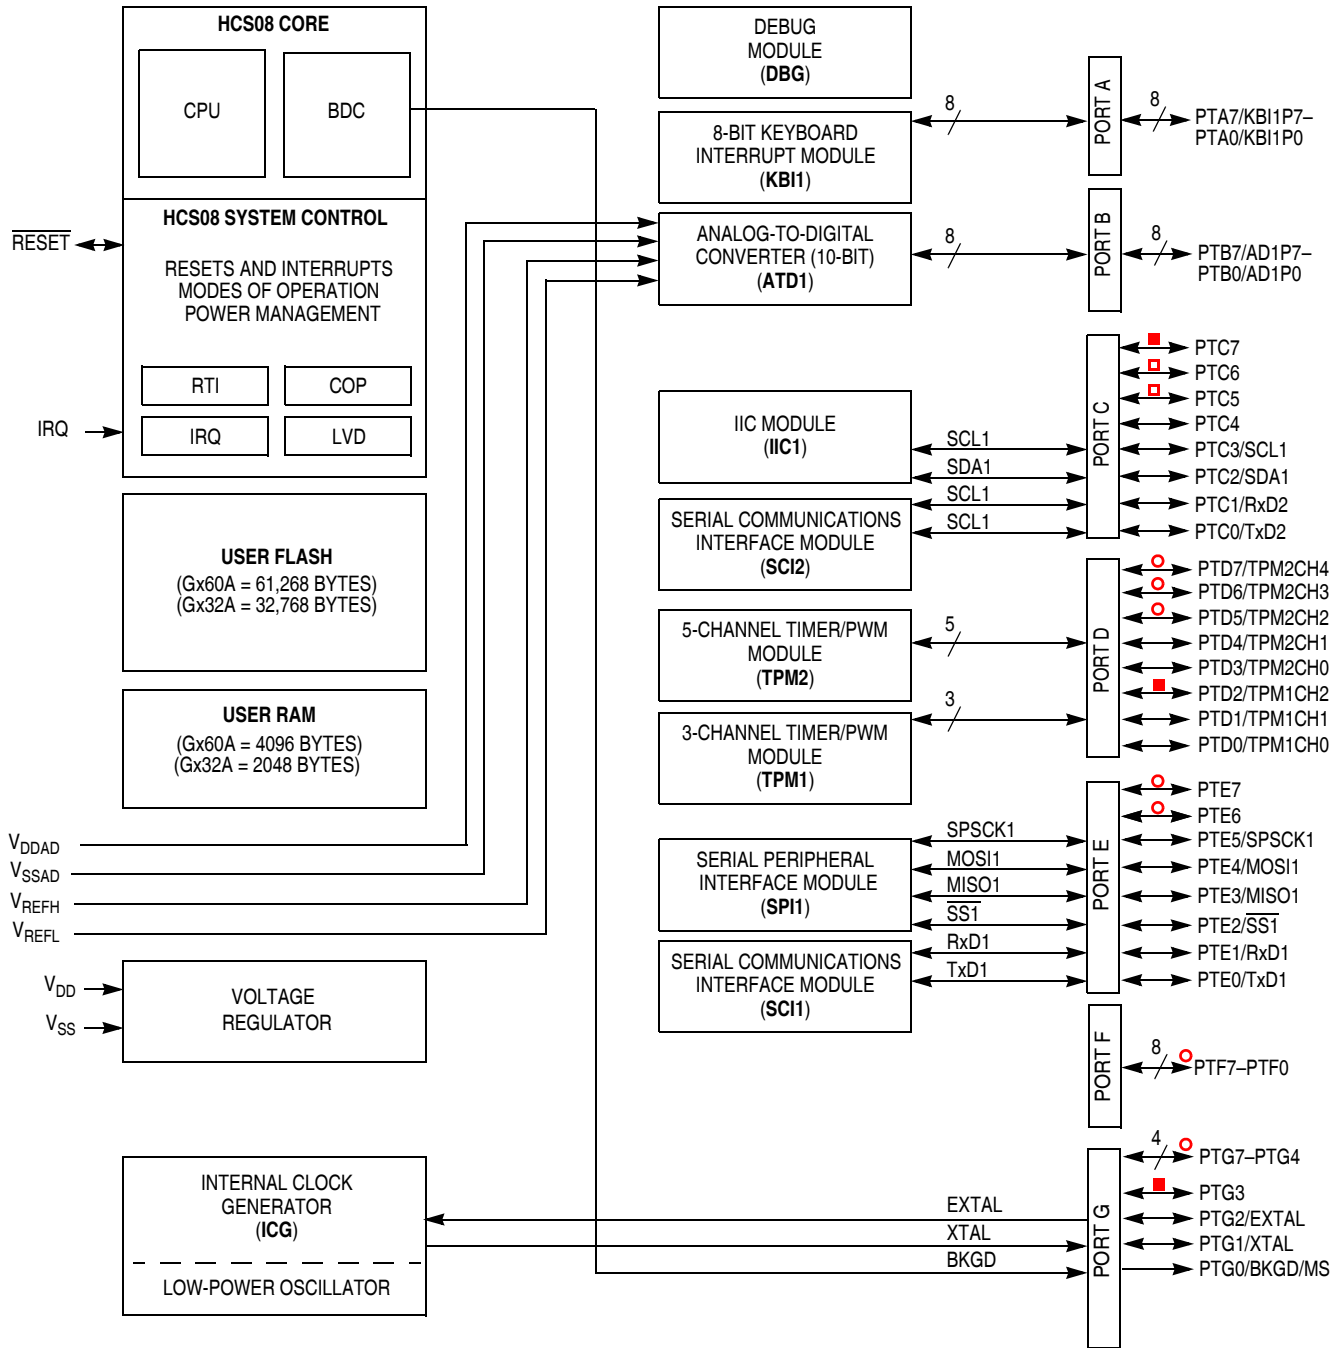 HCS08 CORE
CPU
BDC
HCS08 SYSTEM CONTROL
RESETS AND INTERRUPTS
MODES OF OPERATION
POWER MANAGEMENT
RTI
COP
IRQ
LVD
RESET
IRQ
USER FLASH
(Gx60A = 61,268 BYTES)
(Gx32A = 32,768 BYTES)
USER RAM
(Gx60A = 4096 BYTES)
(Gx32A = 2048 BYTES)
VDDAD
VSSAD
VREFH
VREFL
VDD
VSS
VOLTAGE
REGULATOR
INTERNAL CLOCK
GENERATOR
(ICG)
LOW-POWER OSCILLATOR
DEBUG
MODULE
(DBG)
8-BIT KEYBOARD
INTERRUPT MODULE
(KBI1)
8
ANALOG-TO-DIGITAL
CONVERTER (10-BIT)
(ATD1)
8
IIC MODULE
(IIC1)
SCL1
SDA1
SERIAL COMMUNICATIONS
INTERFACE MODULE
(SCI2)
SCL1
SCL1
5-CHANNEL TIMER/PWM
MODULE
(TPM2)
5
3-CHANNEL TIMER/PWM
MODULE
(TPM1)
3
SERIAL PERIPHERAL
INTERFACE MODULE
(SPI1)
SPSCK1
MOSI1
MISO1
SS1
SERIAL COMMUNICATIONS
INTERFACE MODULE
(SCI1)
RxD1
TxD1
EXTAL
XTAL
BKGD
PORT A
8
PTA7/KBI1P7–
PTA0/KBI1P0
PORT B
8
PTB7/AD1P7–
PTB0/AD1P0
PORT C
PTC7
PTC6
PTC5
PTC4
PTC3/SCL1
PTC2/SDA1
PTC1/RxD2
PTC0/TxD2
PORT D
PTD7/TPM2CH4
PTD6/TPM2CH3
PTD5/TPM2CH2
PTD4/TPM2CH1
PTD3/TPM2CH0
PTD2/TPM1CH2
PTD1/TPM1CH1
PTD0/TPM1CH0
PORT E
PTE7
PTE6
PTE5/SPSCK1
PTE4/MOSI1
PTE3/MISO1
PTE2/SS1
PTE1/RxD1
PTE0/TxD1
PORT F
8
PTF7–PTF0
PORT G
4
PTG7–PTG4
PTG3
PTG2/EXTAL
PTG1/XTAL
PTG0/BKGD/MS